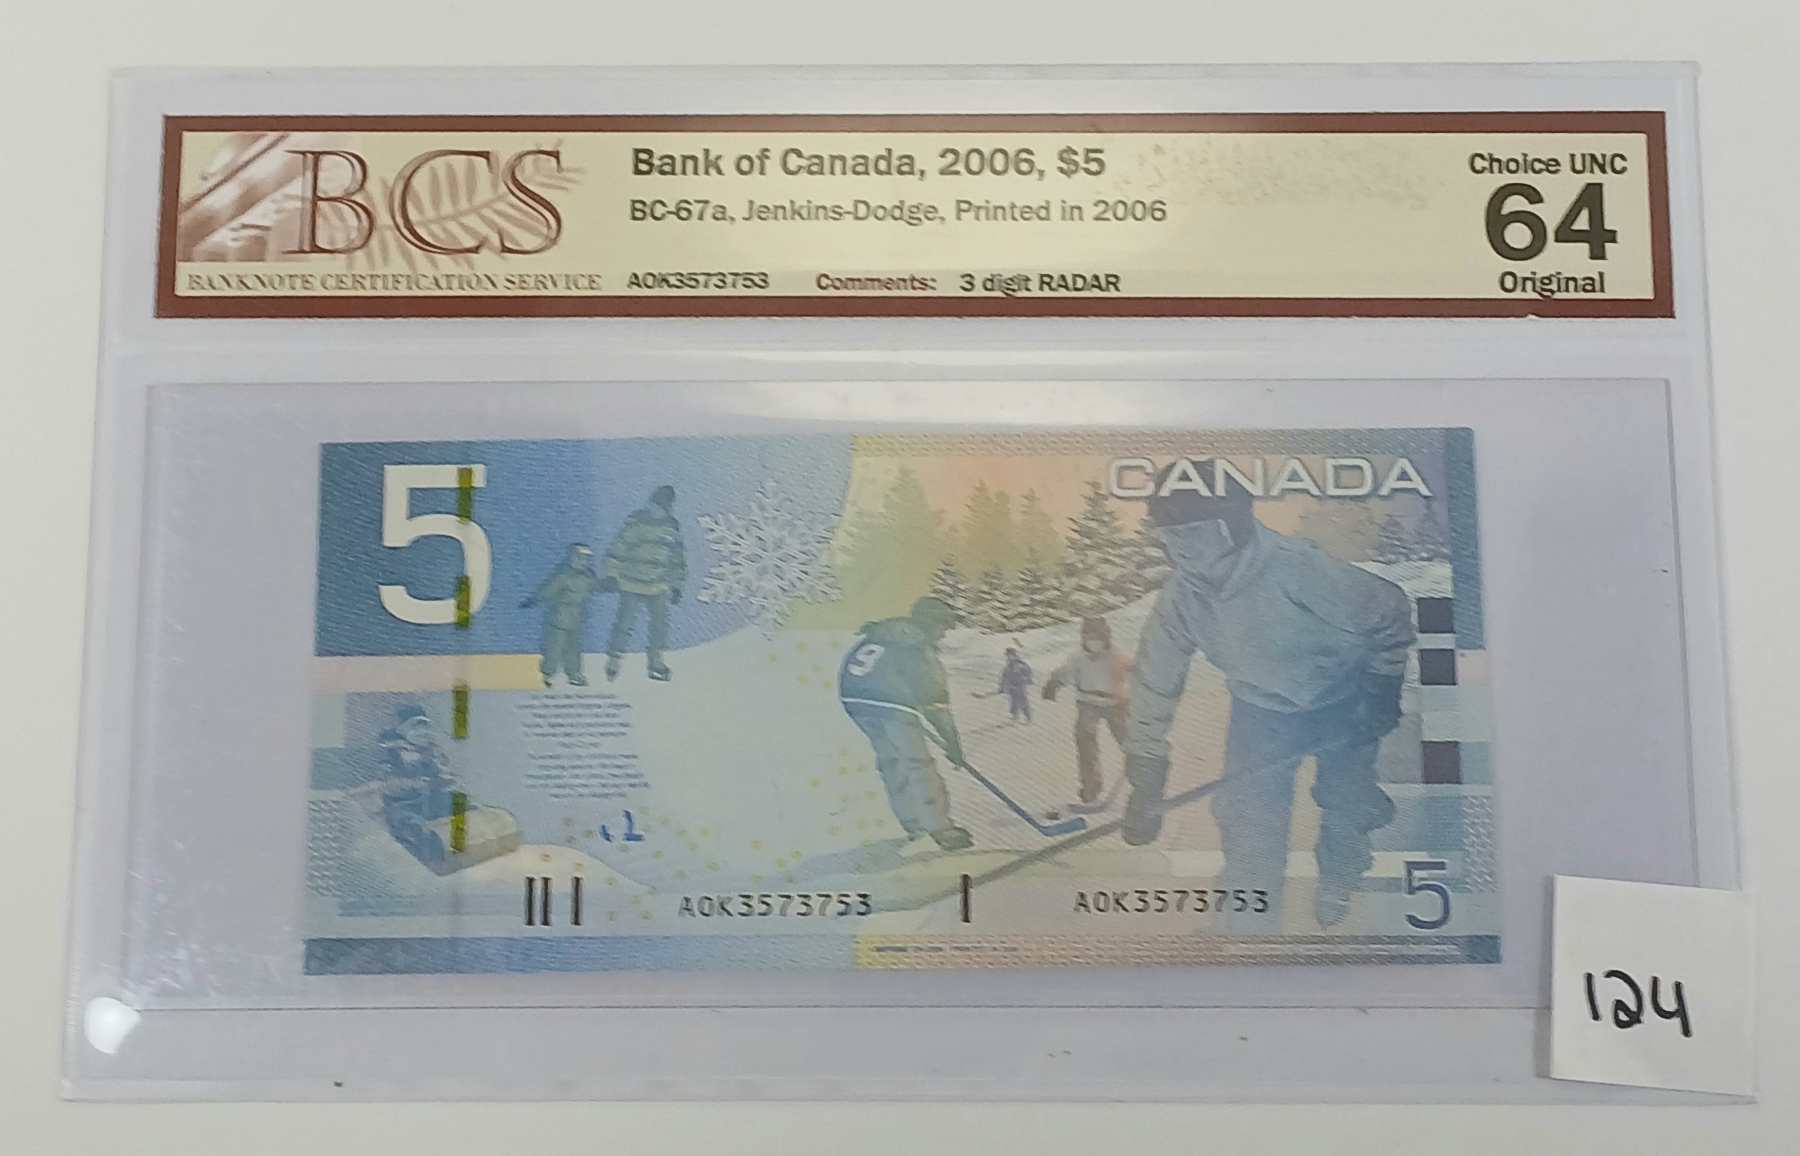 BCS
BANKNOTE CERTIFICATION SERVICE
Bank of Canada, 2006, $5
BC-67a, Jenkins-Dodge, Printed in 2006
AOK3573753 Comments: 3 digit RADAR
Choice UNC
64
Original
5
CANADA
9
AOK3573753
AOK3573753
5
124